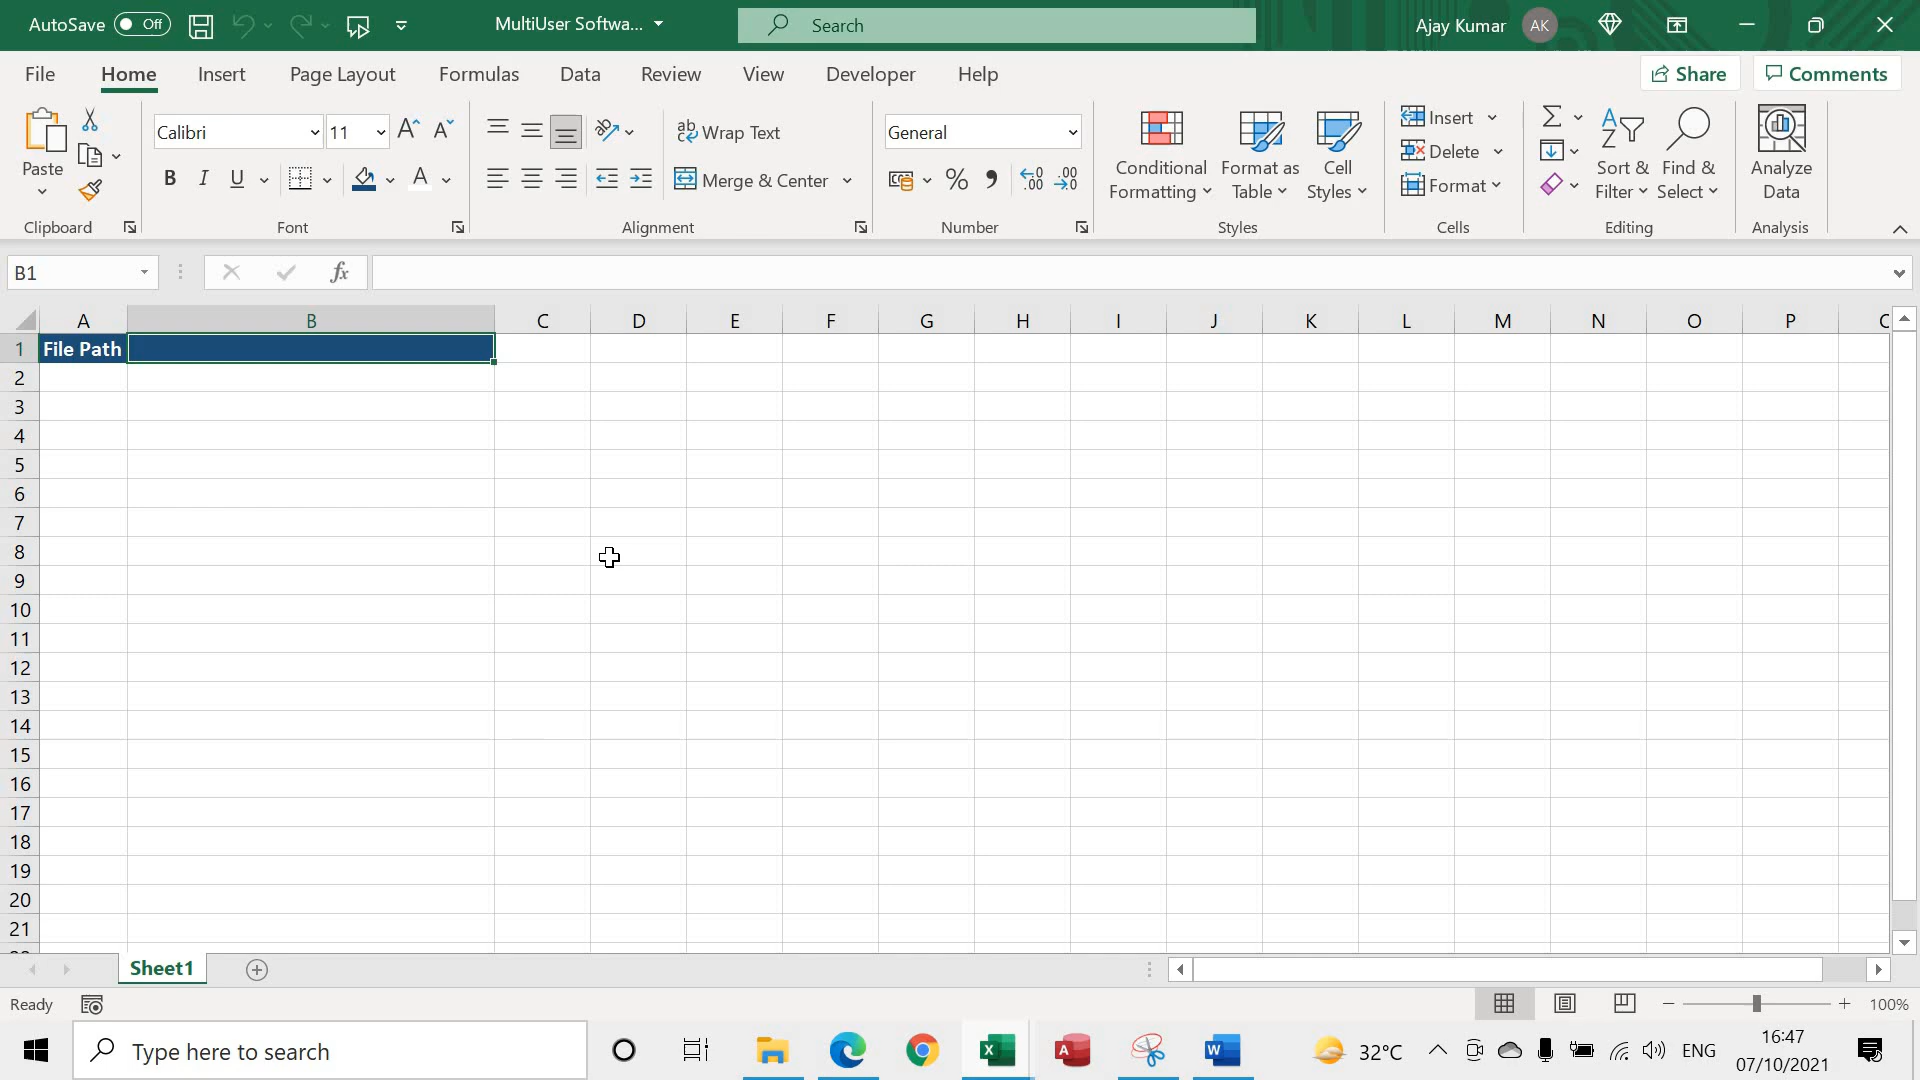 AutoSave Off MultiUser Softwa... Search Ajay Kumar AK
File Home Insert Page Layout Formulas Data Review View Developer Help Share Comments
Calibri 11 ab Wrap Text General Insert
Paste Conditional Format as Cell Delete Sort & Find & Analyze
B I U Merge & Center % Formatting Table Styles Format Filter Select Data
Clipboard Font Alignment Number Styles Cells Editing Analysis
B1 fx
A B C D E F G H I J K L M N O P
1 File Path
2
3
4
5
6
7
8
9
10
11
12
13
14
15
16
17
18
19
20
21
Sheet1
Ready 100%
Type here to search 32°C ENG 16:47
07/10/2021